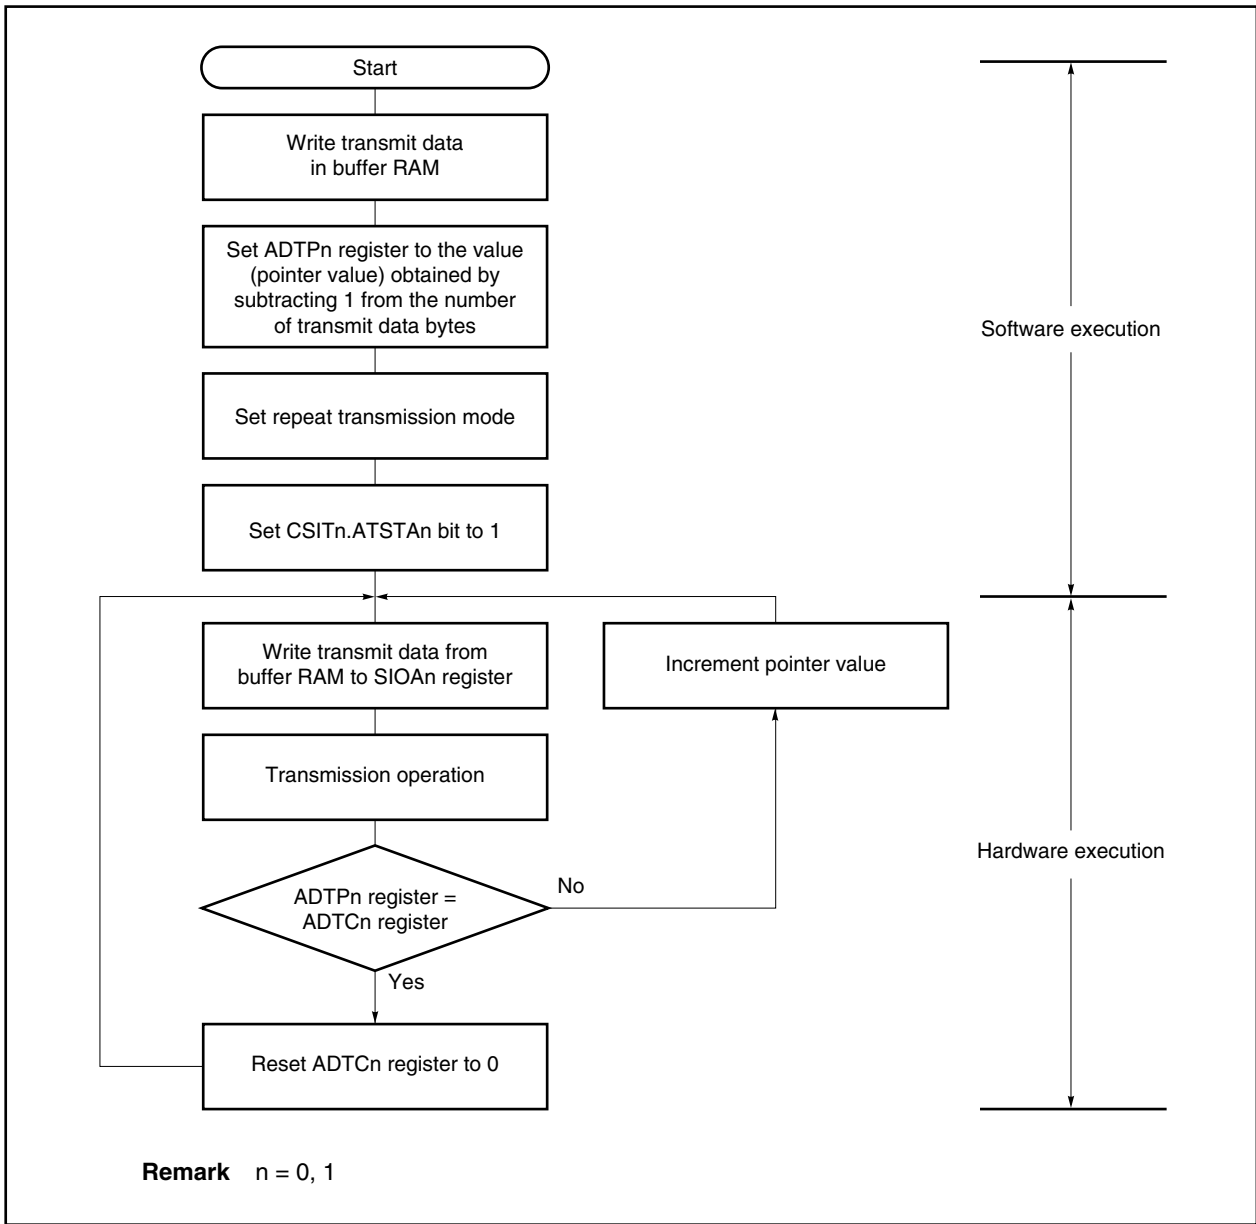 Start
Write transmit data
in buffer RAM
Set ADTPn register to the value
(pointer value) obtained by
subtracting 1 from the number
of transmit data bytes
Software execution
Set repeat transmission mode
Set CSITn.ATSTAn bit to 1
Write transmit data from
buffer RAM to SIOAn register
Increment pointer value
Transmission operation
Hardware execution
ADTPn register =
ADTCn register
No
Yes
Reset ADTCn register to 0
Remark n = 0, 1